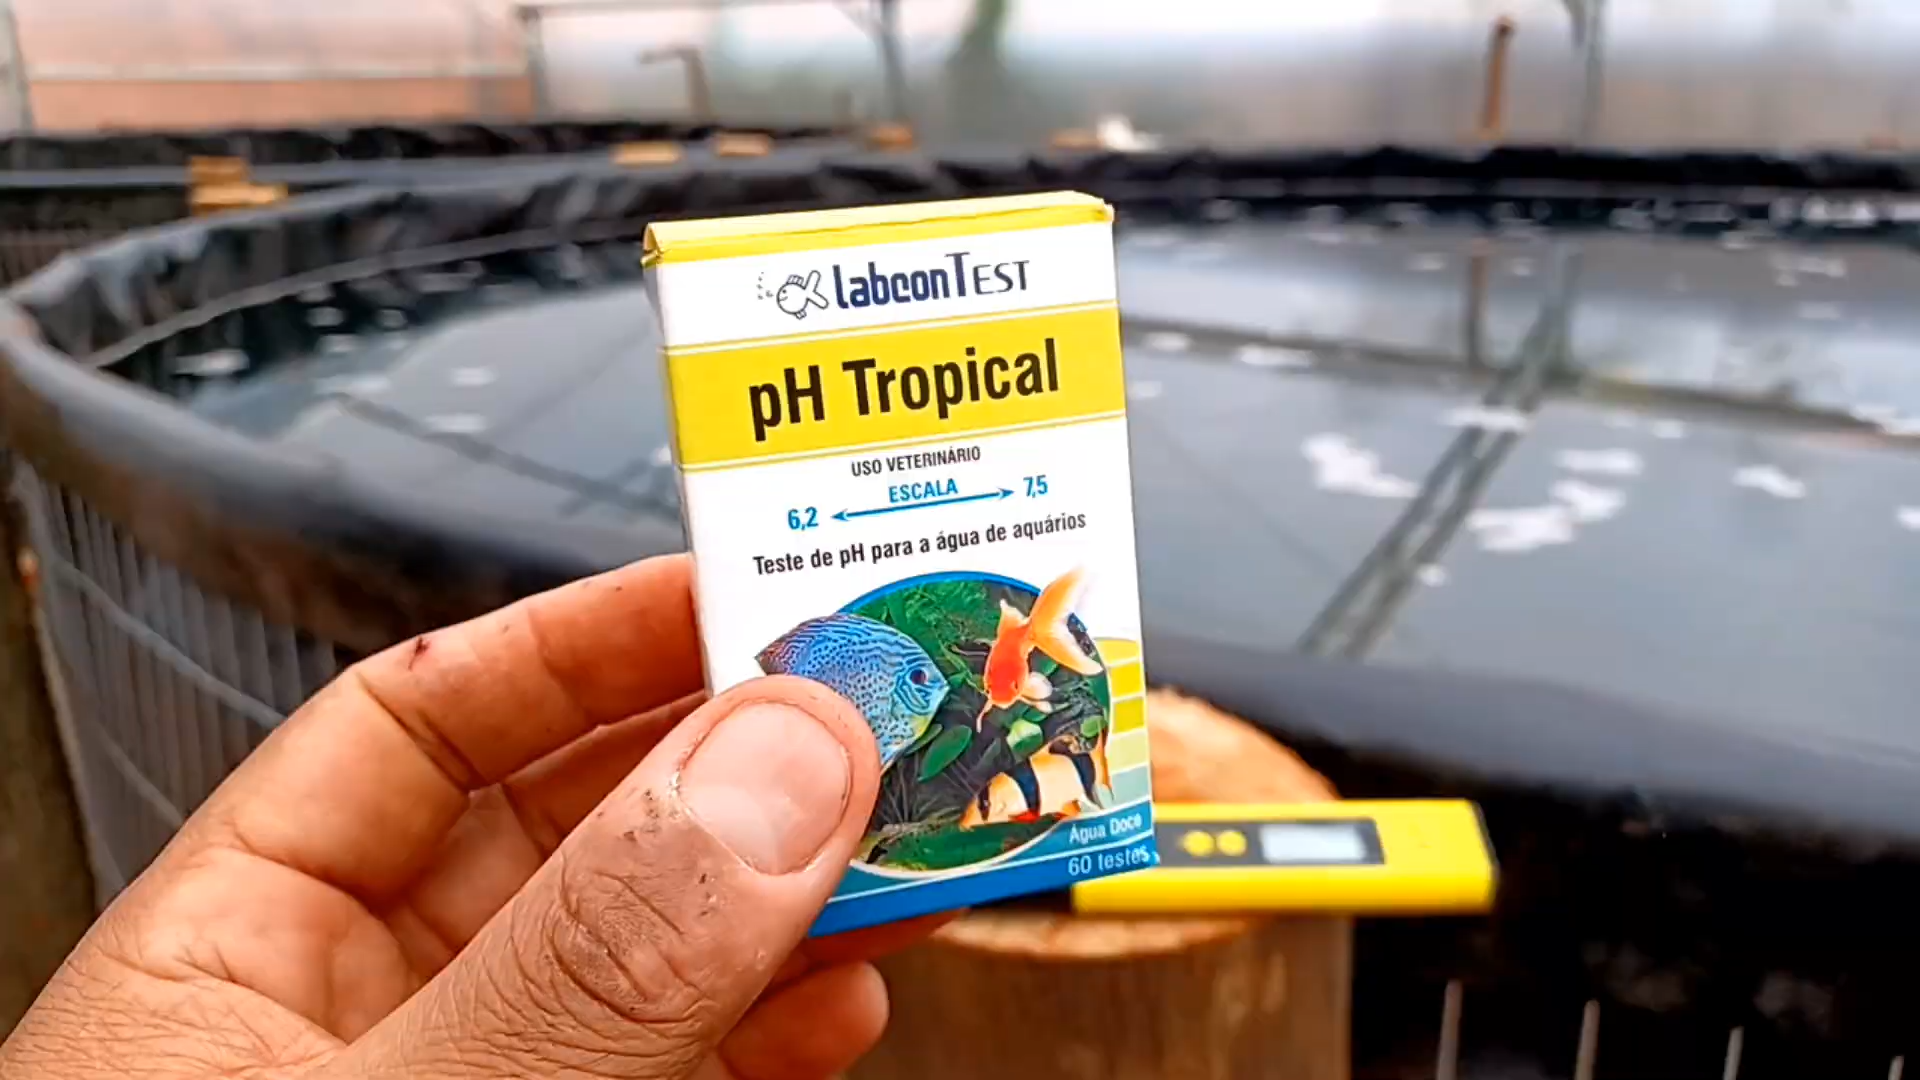 labconTEST
pH Tropical
USO VETERINÁRIO
ESCALA
6,2 7,5
Teste de pH para a água de aquários
Água Doce
60 testes